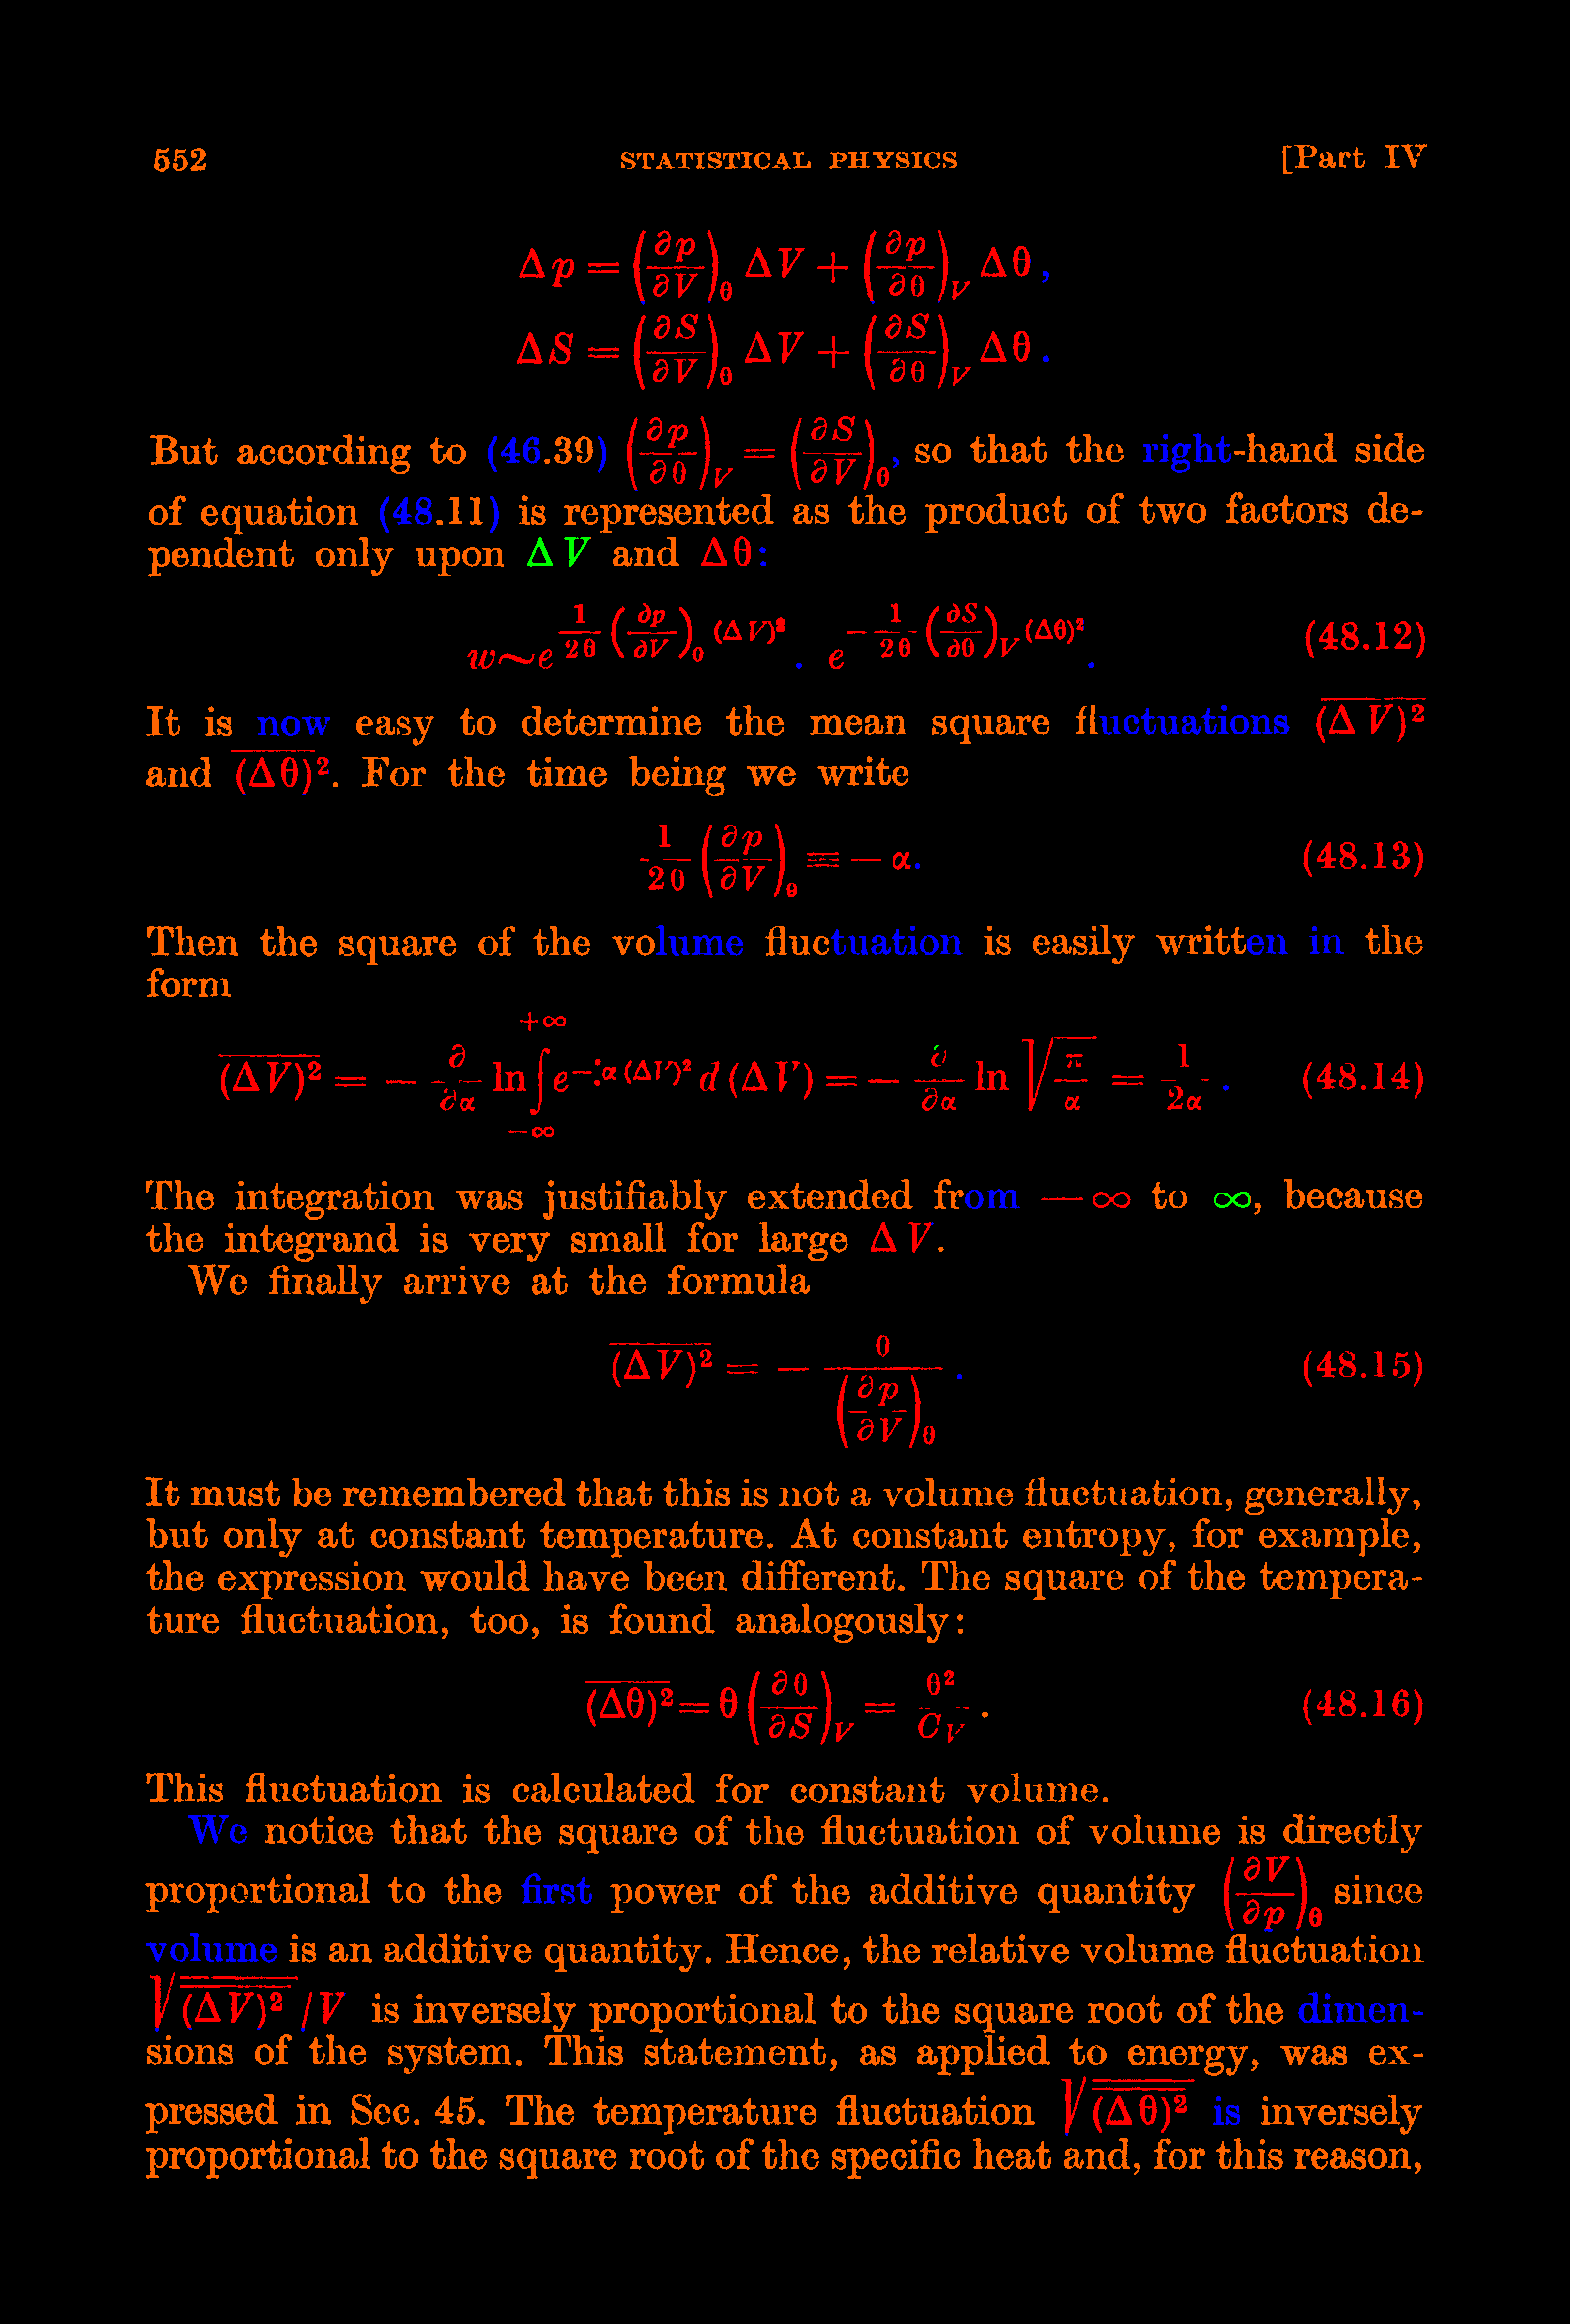 552 STATISTICAL PHYSICS [Part IV
Δp = (∂p/∂V)_θ ΔV + (∂p/∂θ)_V Δθ,
ΔS = (∂S/∂V)_θ ΔV + (∂S/∂θ)_V Δθ.
But according to (46.39) (∂p/∂θ)_V = (∂S/∂V)_θ, so that the right-hand side
of equation (48.11) is represented as the product of two factors de-
pendent only upon ΔV and Δθ:
w ~ e^{1/2θ (∂p/∂V)_θ (ΔV)²} . e^{−1/2θ (∂S/∂θ)_V (Δθ)²}. (48.12)
It is now easy to determine the mean square fluctuations \overline{(ΔV)²}
and \overline{(Δθ)²}. For the time being we write
1/2θ (∂p/∂V)_θ ≡ − α. (48.13)
Then the square of the volume fluctuation is easily written in the
form
\overline{(ΔV)²} = − ∂/∂α ln ∫_{−∞}^{+∞} e^{−α(ΔV)²} d(ΔV) = − ∂/∂α ln √(π/α) = 1/2α. (48.14)
The integration was justifiably extended from −∞ to ∞, because
the integrand is very small for large ΔV.
We finally arrive at the formula
\overline{(ΔV)²} = − θ/(∂p/∂V)_θ. (48.15)
It must be remembered that this is not a volume fluctuation, generally,
but only at constant temperature. At constant entropy, for example,
the expression would have been different. The square of the tempera-
ture fluctuation, too, is found analogously:
\overline{(Δθ)²} = θ (∂θ/∂S)_V = θ²/C_V. (48.16)
This fluctuation is calculated for constant volume.
We notice that the square of the fluctuation of volume is directly
proportional to the first power of the additive quantity (∂V/∂p)_θ since
volume is an additive quantity. Hence, the relative volume fluctuation
√\overline{(ΔV)²} /V is inversely proportional to the square root of the dimen-
sions of the system. This statement, as applied to energy, was ex-
pressed in Sec. 45. The temperature fluctuation √\overline{(Δθ)²} is inversely
proportional to the square root of the specific heat and, for this reason,